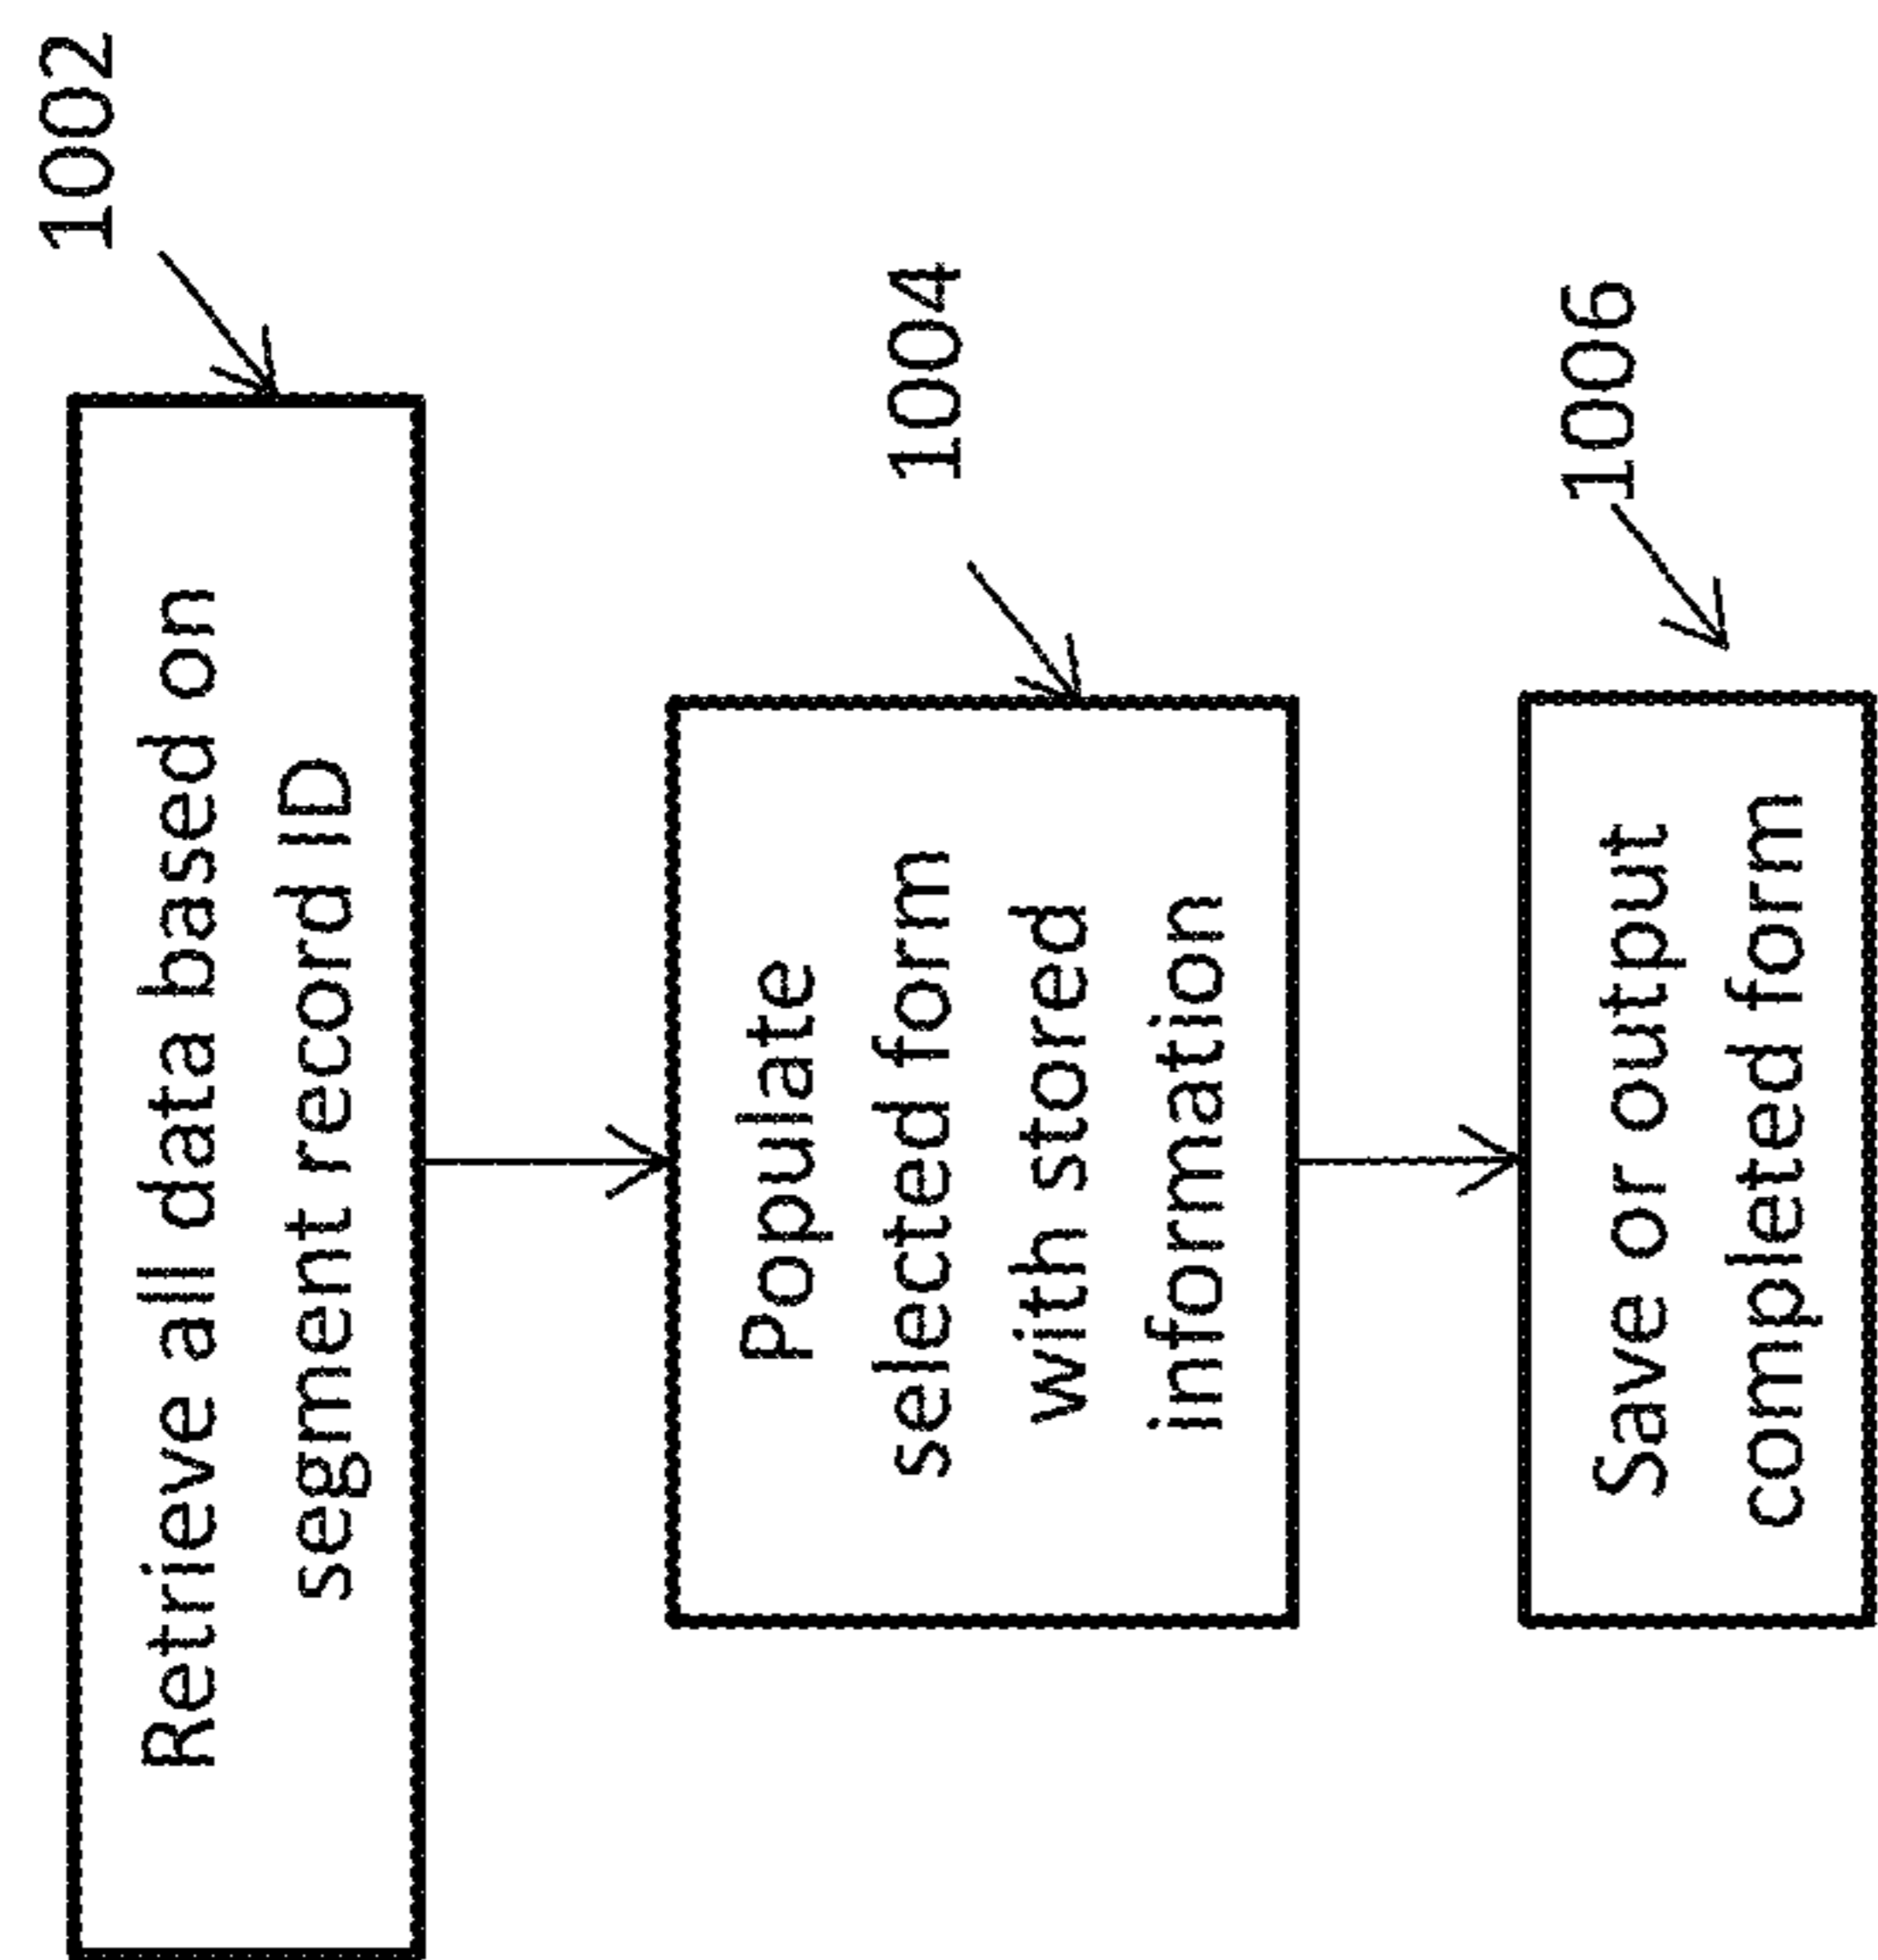 1002
Retrieve all data based on
segment record ID
1004
Populate
selected form
with stored
information
1006
Save or output
completed form